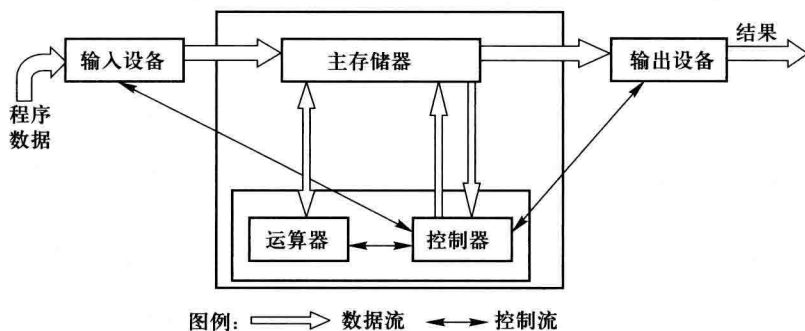 结果
输入设备
主存储器
输出设备
程序
数据
运算器
控制器
图例： 数据流 控制流